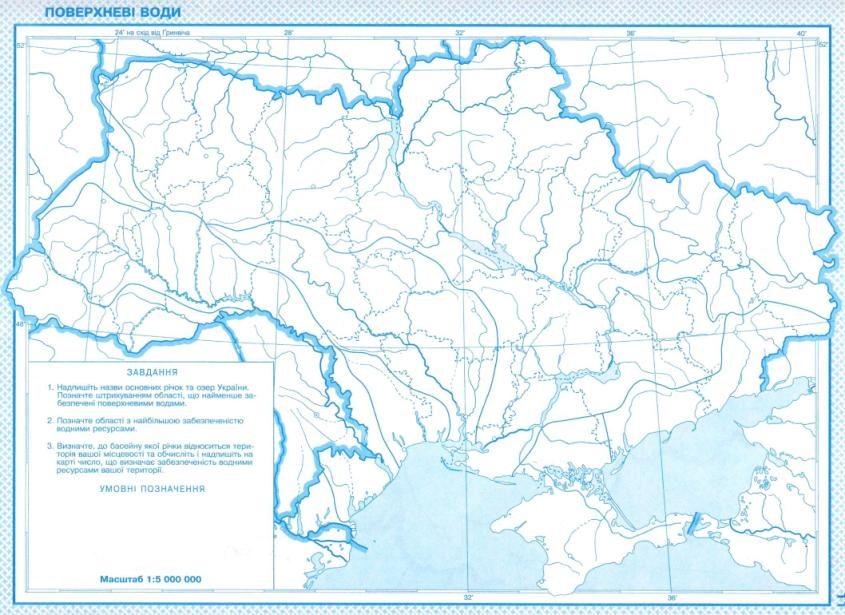 ПОВЕРХНЕВІ ВОДИ
24° на схід від Ґринвіча
28°
32°
36°
40°
52°
52°
48°
48°
ЗАВДАННЯ
1. Надпишіть назви основних річок та озер України.
Позначте штрихуванням області, що найменше за-
безпечені поверхневими водами.
2. Позначте області з найбільшою забезпеченістю
водними ресурсами.
3. Визначте, до басейну якої річки відноситься тери-
торія вашої місцевості та обчисліть і надпишіть на
карті число, що визначає забезпеченість водними
ресурсами вашої території.
УМОВНІ ПОЗНАЧЕННЯ
Масштаб 1:5 000 000
32°
36°